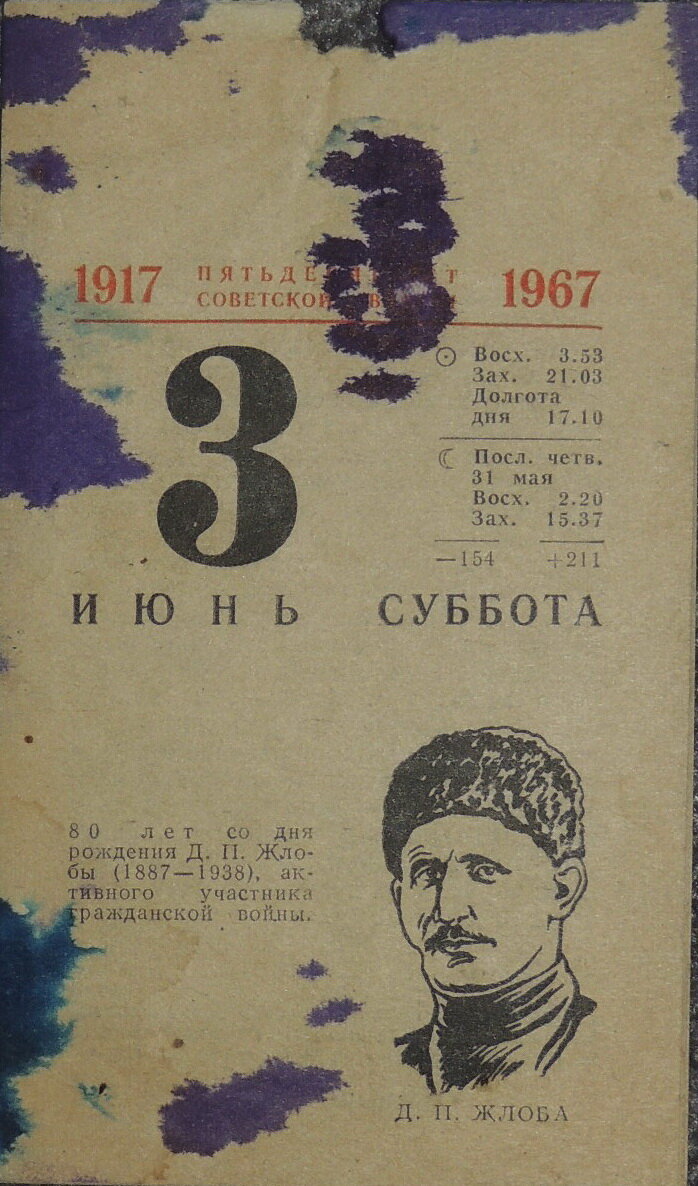 1917
СОВЕТСКОЙ
1967
3
Восх. 3.53
Зах. 21.03
Долгота
дня 17.10
Посл. четв.
31 мая
Восх. 2.20
Зах. 15.37
—154 +211
ИЮНЬ СУББОТА
80 лет со дня
рождения Д. П. Жло-
бы (1887—1938), ак-
тивного участника
гражданской войны.
Д. П. ЖЛОБА